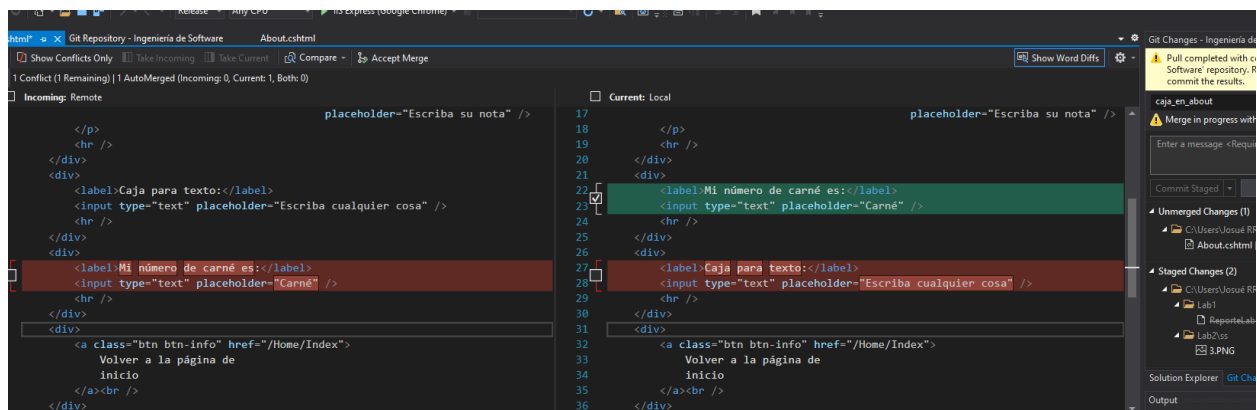 Release
Any CPU
IIS Express (Google Chrome)
shtml*
Git Repository - Ingeniería de Software
About.cshtml
Git Changes - Ingeniería de
Show Conflicts Only
Take Incoming
Take Current
Compare
Accept Merge
Show Word Diffs
1 Conflict (1 Remaining) | 1 AutoMerged (Incoming: 0, Current: 1, Both: 0)
Incoming: Remote
placeholder="Escriba su nota" />
</p>
<hr />
</div>
<div>
<label>Caja para texto:</label>
<input type="text" placeholder="Escriba cualquier cosa" />
<hr />
</div>
<div>
<label>Mi número de carné es:</label>
<input type="text" placeholder="Carné" />
<hr />
</div>
<div>
<a class="btn btn-info" href="/Home/Index">
Volver a la página de
inicio
</a><br />
</div>
Current: Local
17 placeholder="Escriba su nota" />
18 </p>
19 <hr />
20 </div>
21 <div>
22 <label>Mi número de carné es:</label>
23 <input type="text" placeholder="Carné" />
24 <hr />
25 </div>
26 <div>
27 <label>Caja para texto:</label>
28 <input type="text" placeholder="Escriba cualquier cosa" />
29 <hr />
30 </div>
31 <div>
32 <a class="btn btn-info" href="/Home/Index">
33 Volver a la página de
34 inicio
35 </a><br />
36 </div>
Pull completed with co
Software' repository. R
commit the results.
caja_en_about
Merge in progress with
Enter a message <Requi
Commit Staged
Unmerged Changes (1)
C:\Users\Josué RR
About.cshtml
Staged Changes (2)
C:\Users\Josué RR
Lab1
ReporteLab
Lab2\ss
3.PNG
Solution Explorer
Git Cha
Output